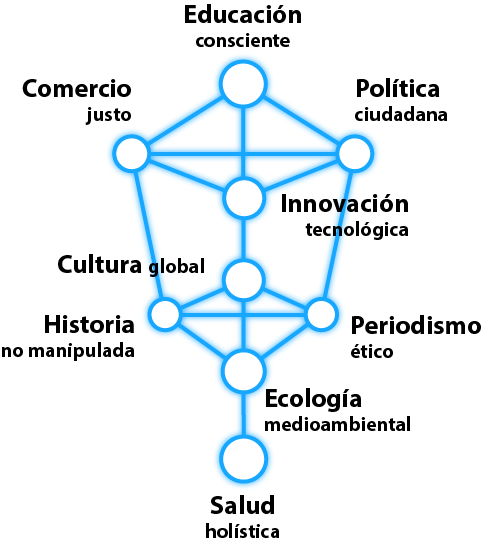 Educación
consciente
Comercio
justo
Política
ciudadana
Innovación
tecnológica
Cultura global
Historia
no manipulada
Periodismo
ético
Ecología
medioambiental
Salud
holística